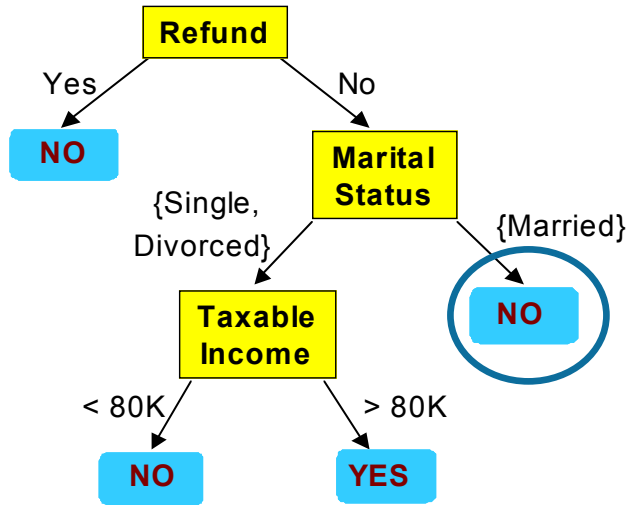 Refund
Yes
No
NO
Marital
Status
{Single,
Divorced}
{Married}
Taxable
Income
NO
< 80K
> 80K
NO
YES